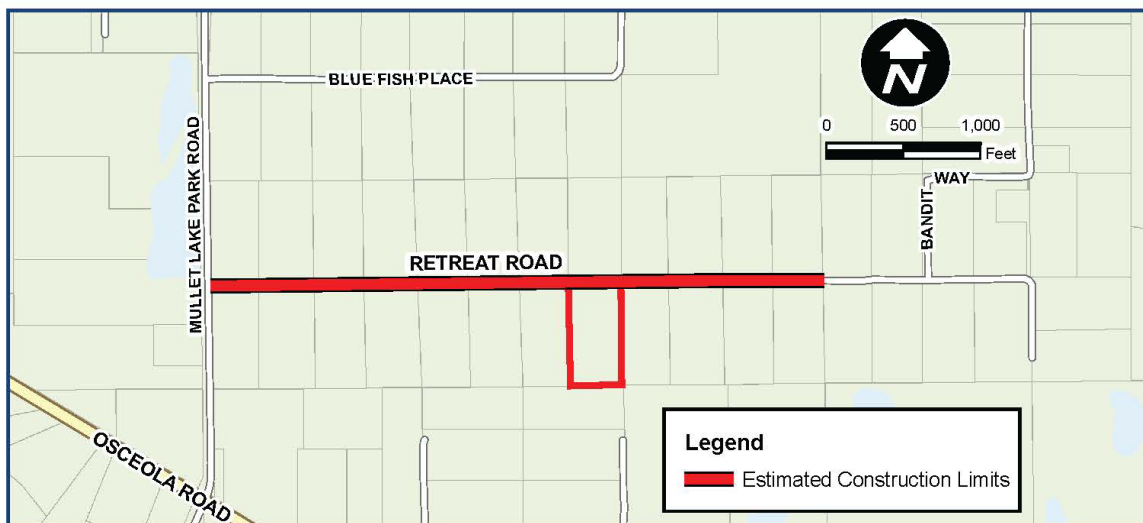 BLUE FISH PLACE
N
0 500 1,000
Feet
MULLET LAKE PARK ROAD
WAY
BANDIT
RETREAT ROAD
OSCEOLA ROAD
Legend
Estimated Construction Limits